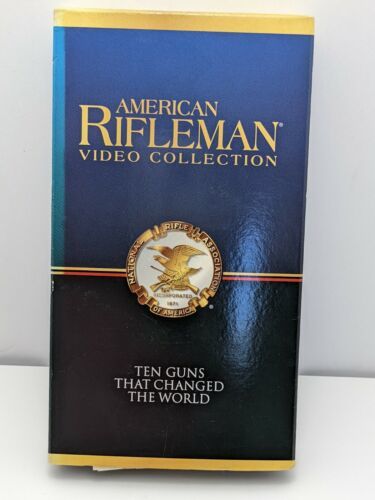 AMERICAN
RIFLEMAN®
VIDEO COLLECTION
NATIONAL RIFLE ASSOCIATION
INCORPORATED
1871
OF AMERICA
®
TEN GUNS
THAT CHANGED
THE WORLD